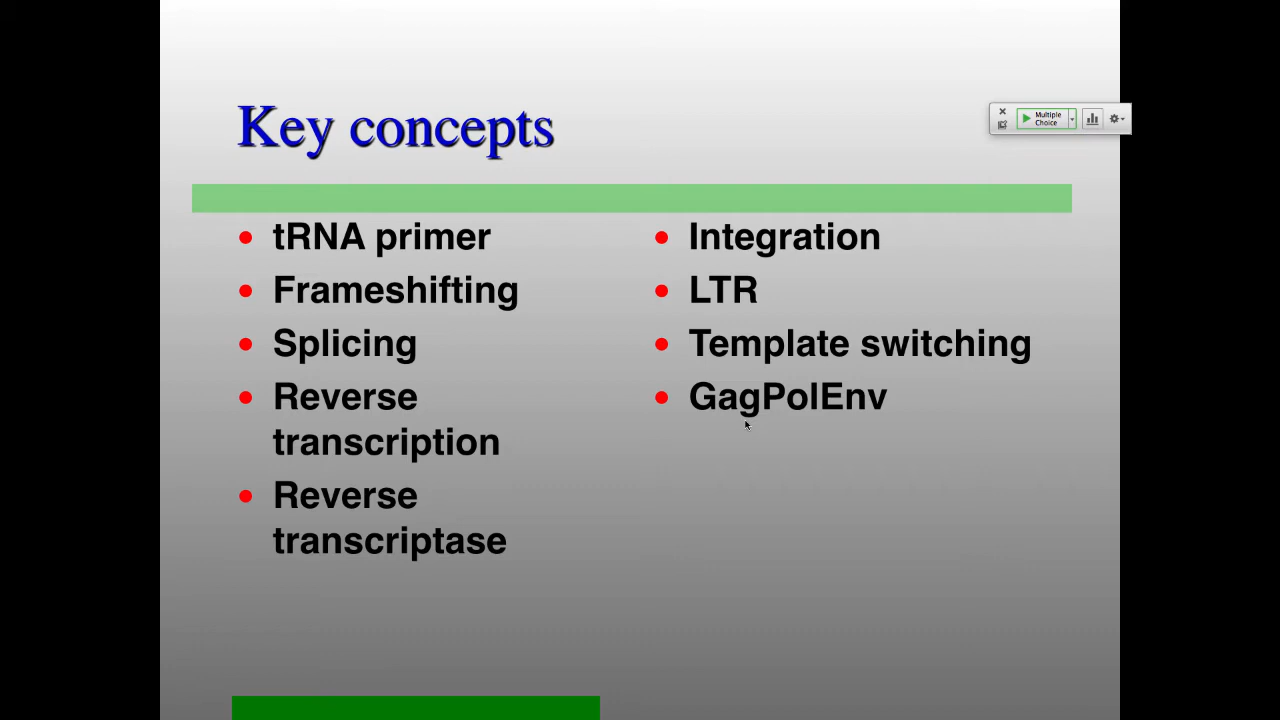 Key concepts
Multiple
Choice
tRNA primer
Frameshifting
Splicing
Reverse
transcription
Reverse
transcriptase
Integration
LTR
Template switching
GagPolEnv